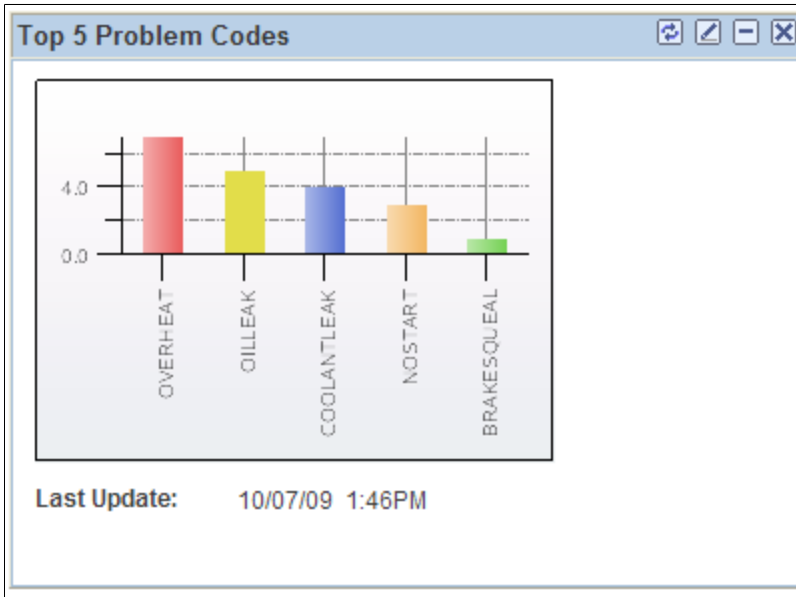 Top 5 Problem Codes
4.0
0.0
OVERHEAT
OILLEAK
COOLANTLEAK
NOSTART
BRAKESQUEAL
Last Update: 10/07/09 1:46PM